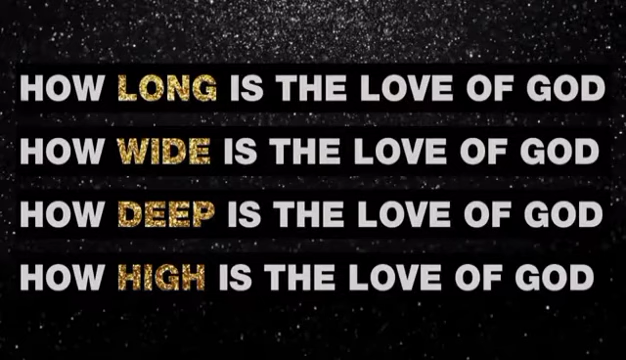 HOW LONG IS THE LOVE OF GOD
HOW WIDE IS THE LOVE OF GOD
HOW DEEP IS THE LOVE OF GOD
HOW HIGH IS THE LOVE OF GOD